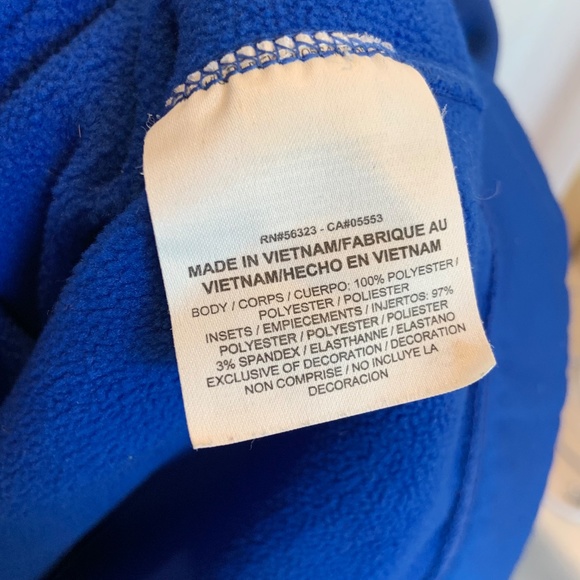 RN#56323 - CA#05553
MADE IN VIETNAM/FABRIQUE AU
VIETNAM/HECHO EN VIETNAM
BODY / CORPS / CUERPO: 100% POLYESTER /
POLYESTER / POLIESTER
INSETS / EMPIECEMENTS / INJERTOS: 97%
POLYESTER / POLYESTER / POLIESTER
3% SPANDEX / ELASTHANNE / ELASTANO
EXCLUSIVE OF DECORATION / DECORATION
NON COMPRISE / NO INCLUYE LA
DECORACION